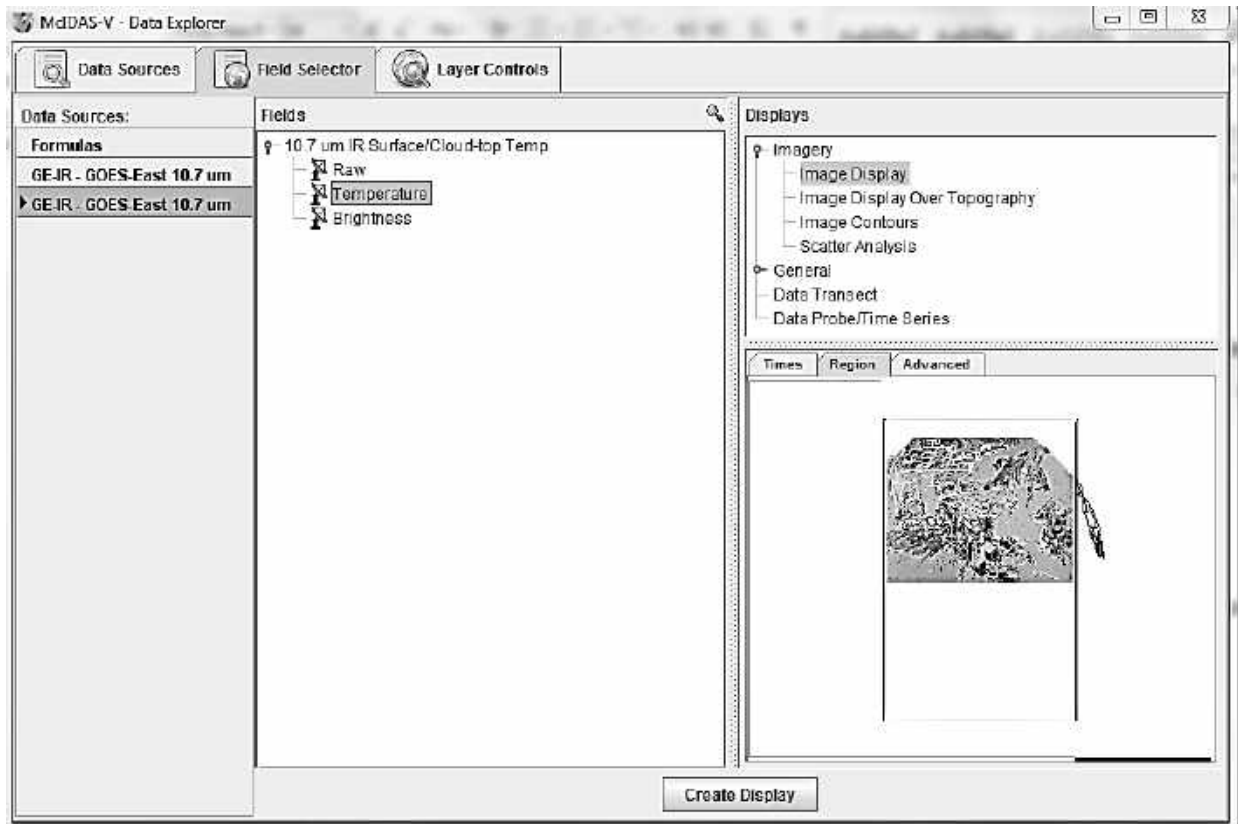 McIDAS-V - Data Explorer
Data Sources
Field Selector
Layer Controls
Data Sources:
Formulas
GE-IR - GOES-East 10.7 um
GE-IR - GOES-East 10.7 um
Fields
10.7 um IR Surface/Cloud-top Temp
Raw
Temperature
Brightness
Displays
Imagery
Image Display
Image Display Over Topography
Image Contours
Scatter Analysis
General
Data Transect
Data Probe/Time Series
Times
Region
Advanced
Create Display